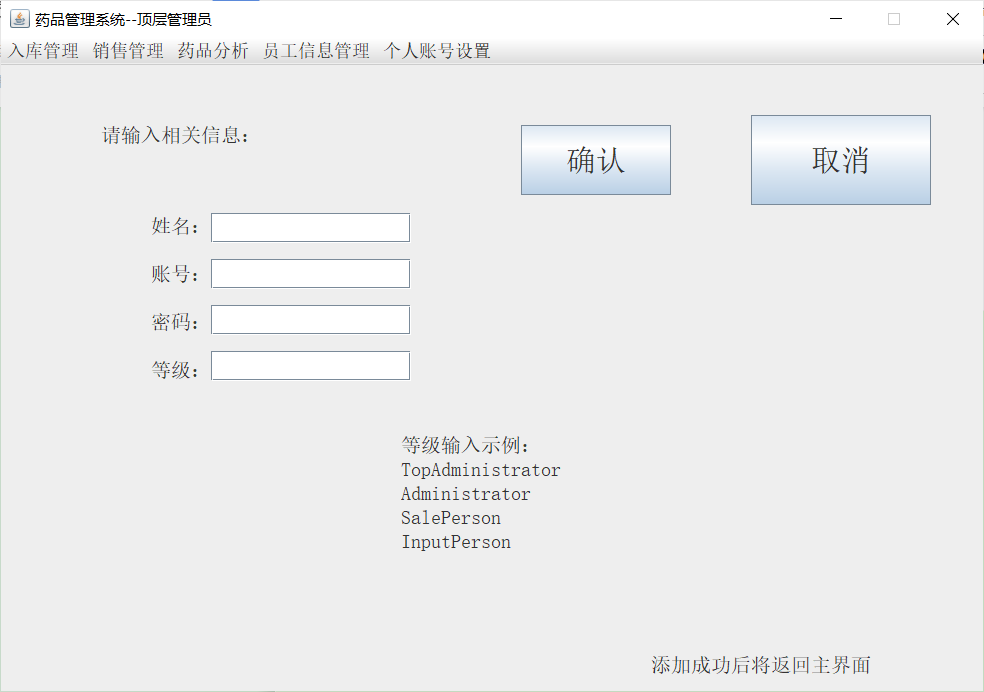 药品管理系统--顶层管理员
入库管理 销售管理 药品分析 员工信息管理 个人账号设置
请输入相关信息：
确认
取消
姓名：
账号：
密码：
等级：
等级输入示例：
TopAdministrator
Administrator
SalePerson
InputPerson
添加成功后将返回主界面